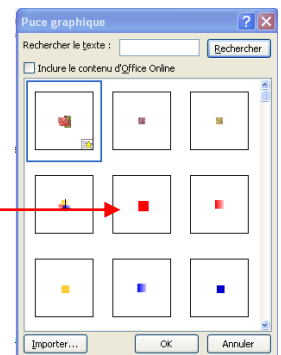 Puce graphique
Rechercher le texte :
Rechercher
Inclure le contenu d'Office Online
Importer...
OK
Annuler